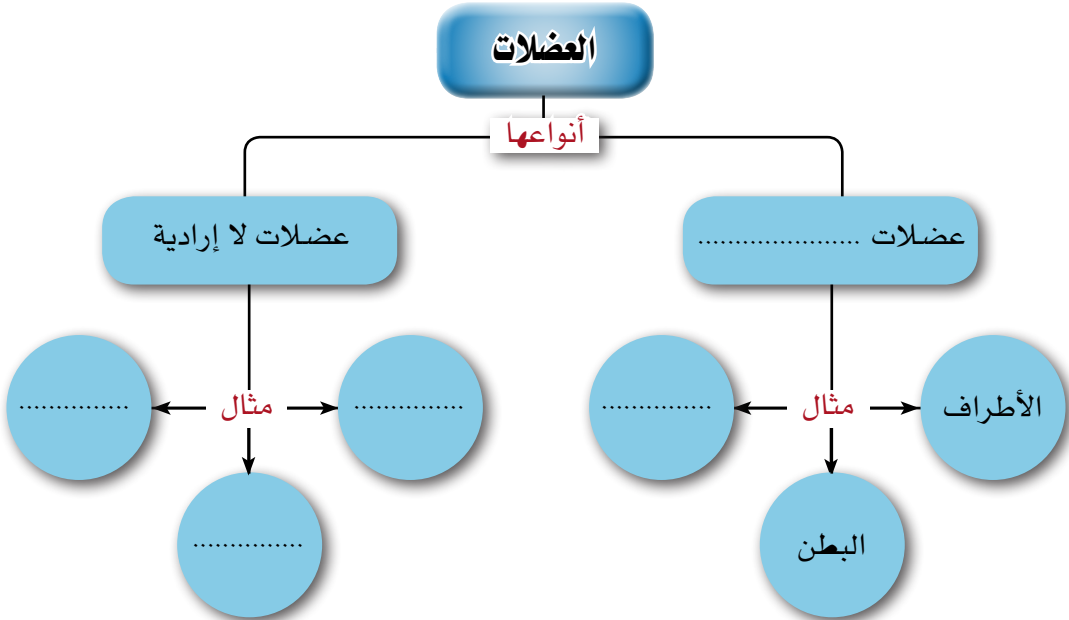 العضلات
أنواعها
عضلات ......................
عضلات لا إرادية
الأطراف
مثال
...............
...............
مثال
...............
البطن
...............